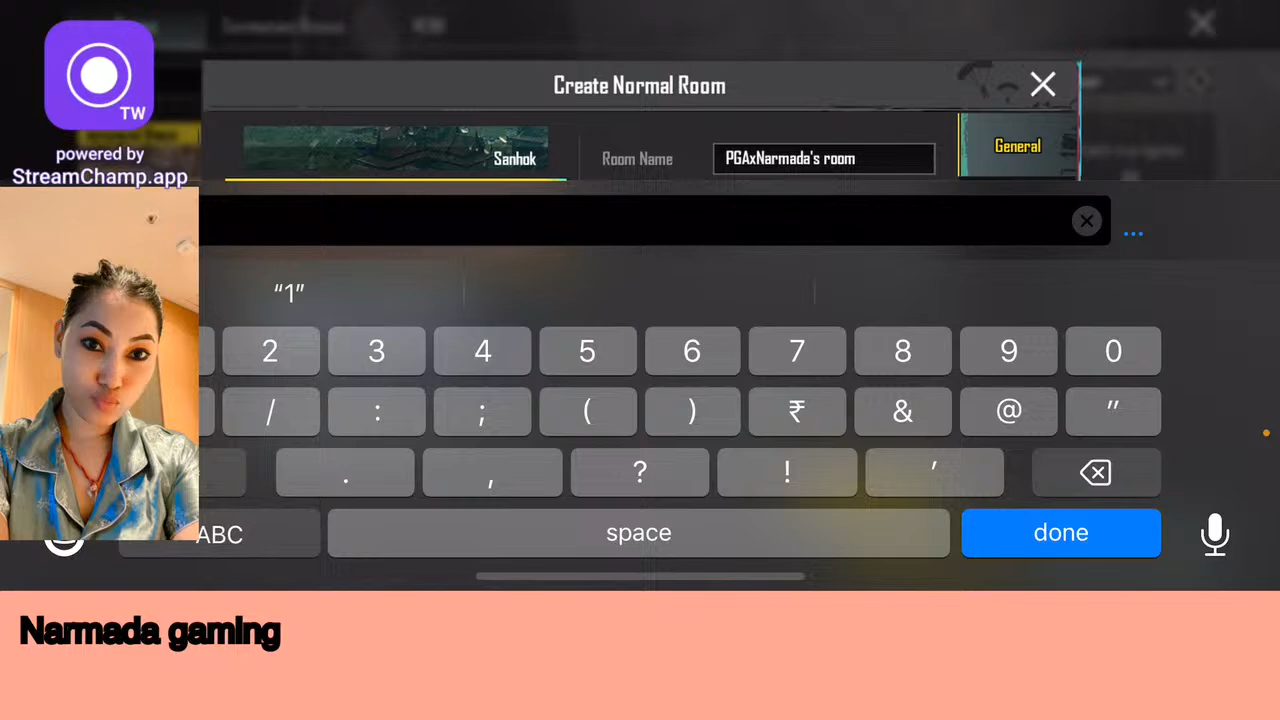 Create Normal Room
TW
powered by
StreamChamp.app
Sanhok
Room Name
PGAxNarmada's room
General
...
“1”
2 3 4 5 6 7 8 9 0
/ : ; ( ) ₹ & @ "
. , ? ! '
ABC
space
done
Narmada gaming